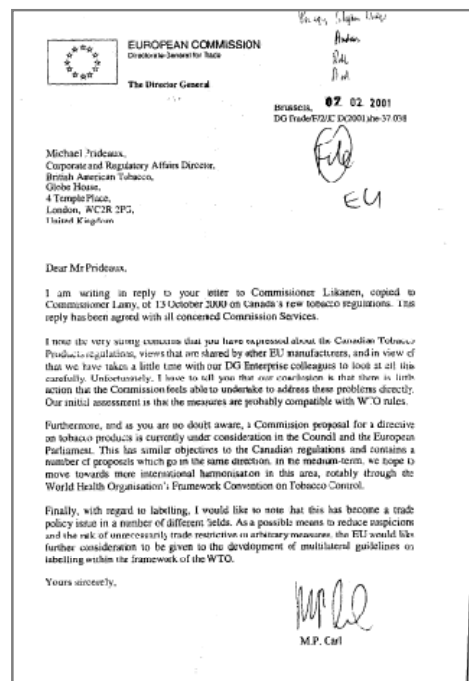 EUROPEAN COMMISSION
Directorate-General for Trade
The Director General
Brussels, 02 02 2001
Michael Prideaux,
Corporate and Regulatory Affairs Director,
British American Tobacco,
Globe House,
4 Temple Place,
London, WC2R 2PG,
United Kingdom
File
EU
Dear Mr Prideaux,
I am writing in reply to your letter to Commissioner Likanen, copied to
Commissioner Lamy, of 13 October 2000 on Canada's new tobacco regulations. This
reply has been agreed with all concerned Commission Services.
I note the very strong concerns that you have expressed about the Canadian Tobacco
Products regulations, views that are shared by other EU manufacturers, and in view of
that we have taken a little time with our DG Enterprise colleagues to look at all this
carefully. Unfortunately, I have to tell you that our conclusion is that there is little
action that the Commission feels able to undertake to address these problems directly.
Our initial assessment is that the measures are probably compatible with WTO rules.
Furthermore, and as you are no doubt aware, a Commission proposal for a directive
on tobacco products is currently under consideration in the Council and the European
Parliament. This has similar objectives to the Canadian regulations and contains a
number of proposals which go in the same direction. In the medium-term, we hope to
move towards more international harmonisation in this area, notably through the
World Health Organisation's Framework Convention on Tobacco Control.
Finally, with regard to labelling, I would like to note that this has become a trade
policy issue in a number of different fields. As a possible means to reduce suspicions
and the risk of unnecessarily trade restrictive or arbitrary measures, the EU would like
further consideration to be given to the development of multilateral guidelines on
labelling within the framework of the WTO.
Yours sincerely,
M.P. Carl